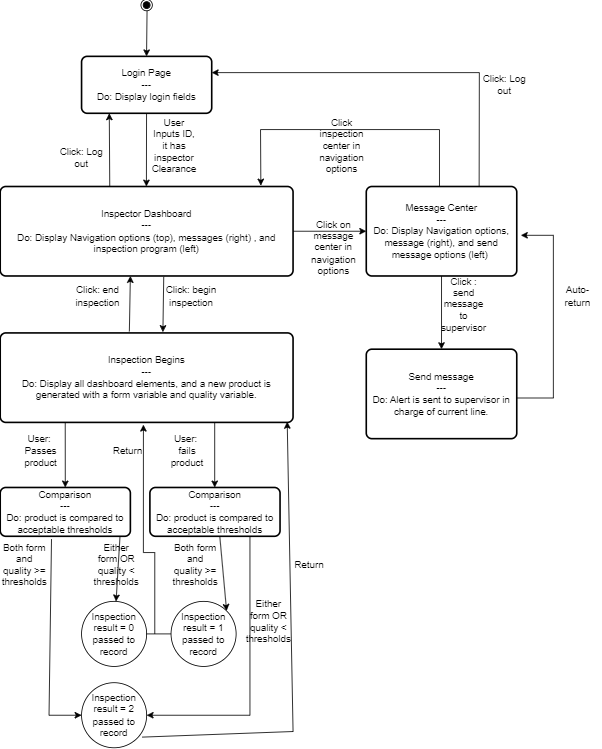 Login Page
---
Do: Display login fields
Click: Log
out
User
Inputs ID,
it has
inspector
Clearance
Click: Log
out
Click
inspection
center in
navigation
options
Inspector Dashboard
---
Do: Display Navigation options (top), messages (right) , and
inspection program (left)
Click on
message
center in
navigation
options
Message Center
---
Do: Display Navigation options,
message (right), and send
message options (left)
Click: end
inspection
Click: begin
inspection
Click :
send
message
to
supervisor
Auto-
return
Inspection Begins
---
Do: Display all dashboard elements, and a new product is
generated with a form variable and quality variable.
Send message
---
Do: Alert is sent to supervisor in
charge of current line.
User:
Passes
product
Return
User:
fails
product
Comparison
---
Do: product is compared to
acceptable thresholds
Comparison
---
Do: product is compared to
acceptable thresholds
Both form
and
quality >=
thresholds
Either
form OR
quality <
thresholds
Both form
and
quality >=
thresholds
Return
Either
form OR
quality <
thresholds
Inspection
result = 0
passed to
record
Inspection
result = 1
passed to
record
Inspection
result = 2
passed to
record